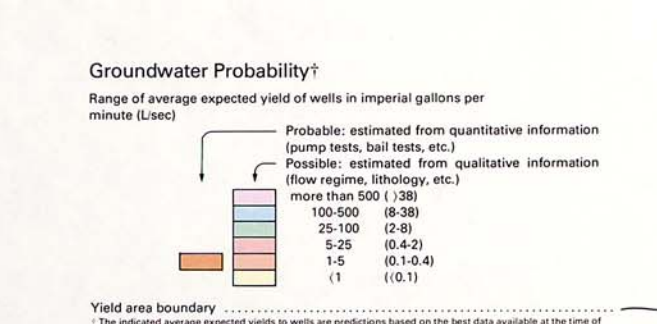 Groundwater Probability†
Range of average expected yield of wells in imperial gallons per
minute (L/sec)
Probable: estimated from quantitative information
(pump tests, bail tests, etc.)
Possible: estimated from qualitative information
(flow regime, lithology, etc.)
more than 500 ( ⟩38)
100-500 (8-38)
25-100 (2-8)
5-25 (0.4-2)
1-5 (0.1-0.4)
⟨1 (⟨0.1)
Yield area boundary
† The indicated average expected yields to wells are predictions based on the best data available at the time of